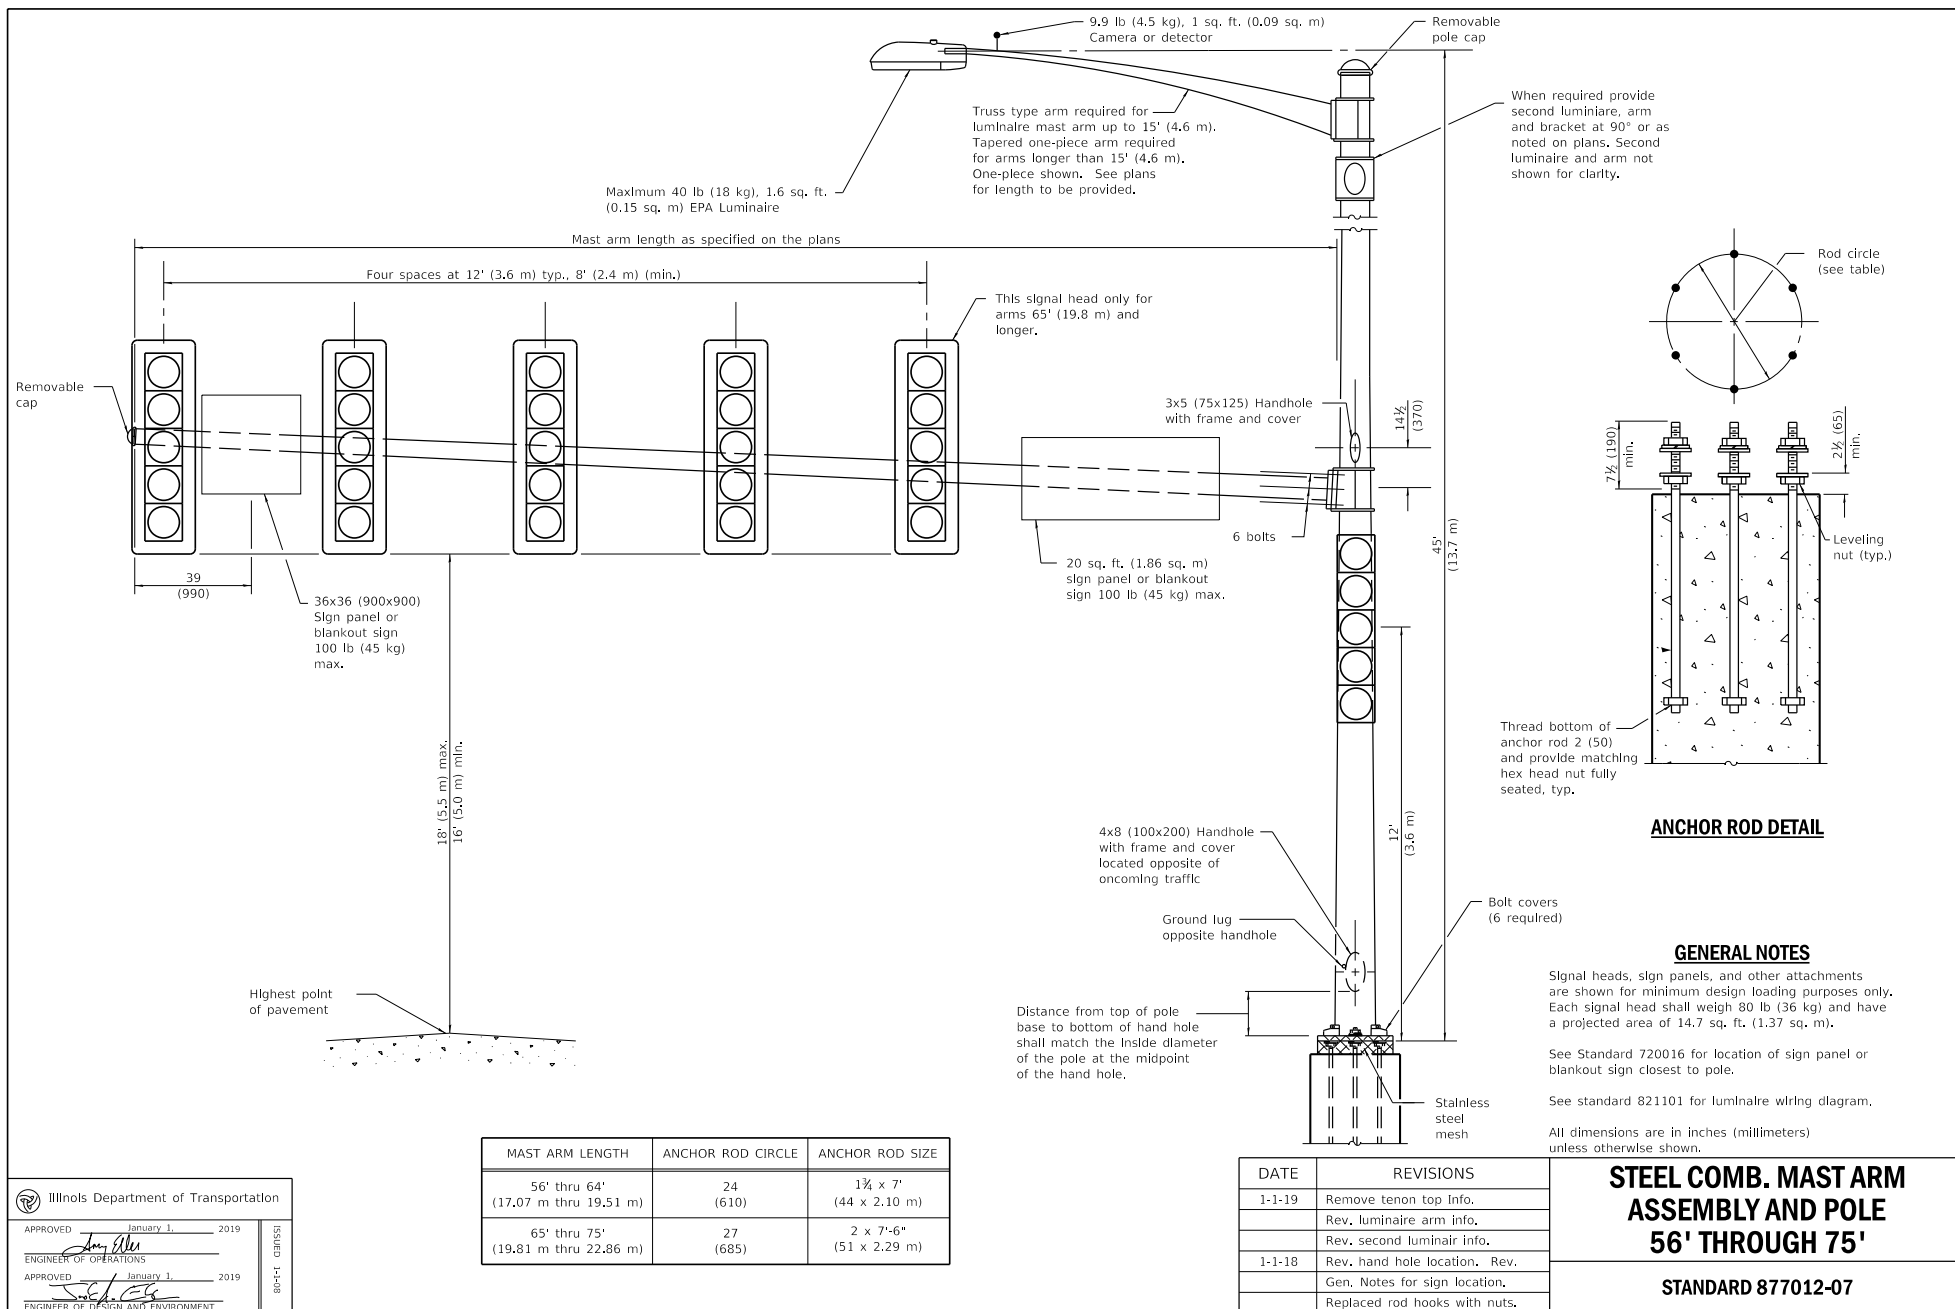 9.9 lb (4.5 kg), 1 sq. ft. (0.09 sq. m)
Camera or detector
Removable
pole cap
Truss type arm required for
luminaire mast arm up to 15' (4.6 m).
Tapered one-piece arm required
for arms longer than 15' (4.6 m).
One-piece shown. See plans
for length to be provided.
When required provide
second luminiare, arm
and bracket at 90° or as
noted on plans. Second
luminaire and arm not
shown for clarity.
Maximum 40 lb (18 kg), 1.6 sq. ft.
(0.15 sq. m) EPA Luminaire
Mast arm length as specified on the plans
Four spaces at 12' (3.6 m) typ., 8' (2.4 m) (min.)
This signal head only for
arms 65' (19.8 m) and
longer.
Rod circle
(see table)
Removable
cap
3x5 (75x125) Handhole
with frame and cover
14½
(370)
7½ (190)
min.
2½ (65)
min.
6 bolts
45'
(13.7 m)
Leveling
nut (typ.)
39
(990)
36x36 (900x900)
Sign panel or
blankout sign
100 lb (45 kg)
max.
20 sq. ft. (1.86 sq. m)
sign panel or blankout
sign 100 lb (45 kg) max.
18' (5.5 m) max.
16' (5.0 m) min.
Thread bottom of
anchor rod 2 (50)
and provide matching
hex head nut fully
seated, typ.
ANCHOR ROD DETAIL
12'
(3.6 m)
4x8 (100x200) Handhole
with frame and cover
located opposite of
oncoming traffic
Ground lug
opposite handhole
Bolt covers
(6 required)
Highest point
of pavement
Distance from top of pole
base to bottom of hand hole
shall match the inside diameter
of the pole at the midpoint
of the hand hole.
Stainless
steel
mesh
GENERAL NOTES
Signal heads, sign panels, and other attachments
are shown for minimum design loading purposes only.
Each signal head shall weigh 80 lb (36 kg) and have
a projected area of 14.7 sq. ft. (1.37 sq. m).
See Standard 720016 for location of sign panel or
blankout sign closest to pole.
See standard 821101 for luminaire wiring diagram.
All dimensions are in inches (millimeters)
unless otherwise shown.
MAST ARM LENGTH ANCHOR ROD CIRCLE ANCHOR ROD SIZE
56' thru 64' 24 1¾ x 7'
(17.07 m thru 19.51 m) (610) (44 x 2.10 m)
65' thru 75' 27 2 x 7'-6"
(19.81 m thru 22.86 m) (685) (51 x 2.29 m)
Illinois Department of Transportation
APPROVED January 1, 2019
ENGINEER OF OPERATIONS
APPROVED January 1, 2019
ENGINEER OF DESIGN AND ENVIRONMENT
ISSUED 1-1-08
DATE REVISIONS
1-1-19 Remove tenon top info.
Rev. luminaire arm info.
Rev. second luminair info.
1-1-18 Rev. hand hole location. Rev.
Gen. Notes for sign location.
Replaced rod hooks with nuts.
STEEL COMB. MAST ARM
ASSEMBLY AND POLE
56' THROUGH 75'
STANDARD 877012-07